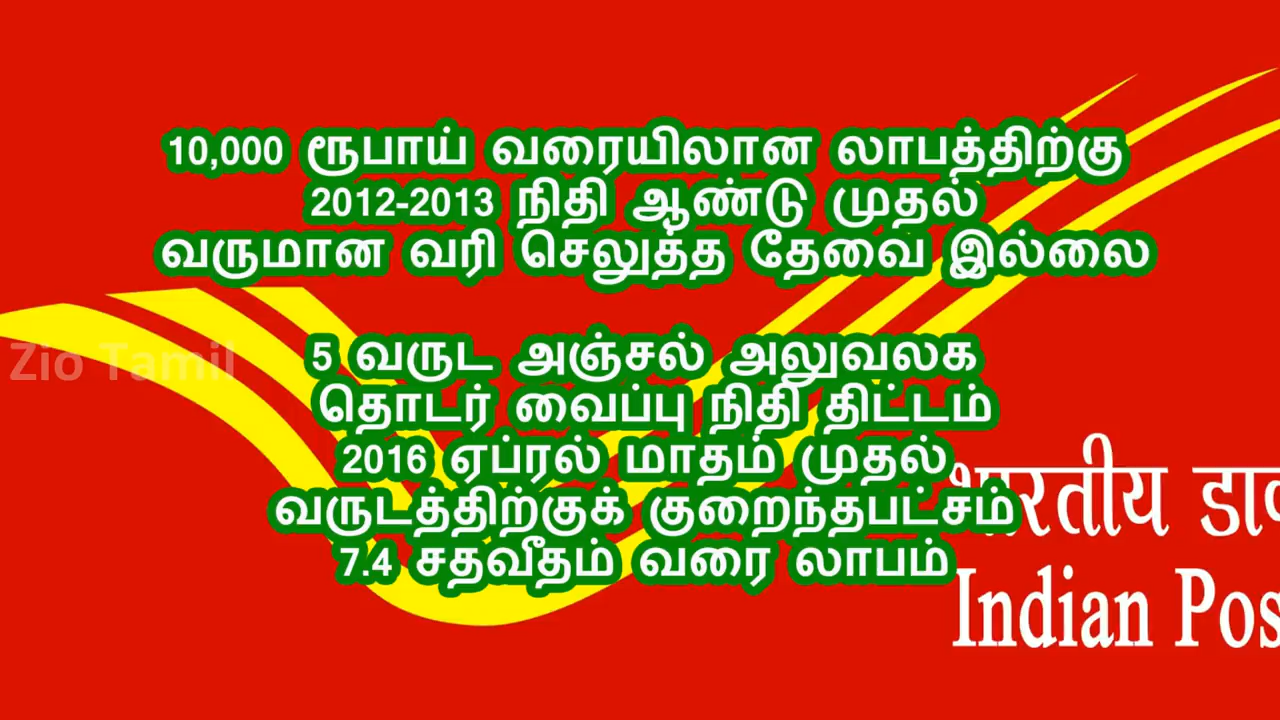 10,000 ரூபாய் வரையிலான லாபத்திற்கு
2012-2013 நிதி ஆண்டு முதல்
வருமான வரி செலுத்த தேவை இல்லை
5 வருட அஞ்சல் அலுவலக
தொடர் வைப்பு நிதி திட்டம்
2016 ஏப்ரல் மாதம் முதல்
வருடத்திற்குக் குறைந்தபட்சம்
7.4 சதவீதம் வரை லாபம்
Zio Tamil
भारतीय डाक
Indian Pos